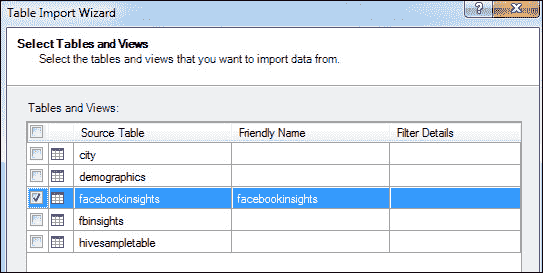 Table Import Wizard
?
Select Tables and Views
Select the tables and views that you want to import data from.
Tables and Views:
Source Table Friendly Name Filter Details
city
demographics
facebookinsights facebookinsights
fbinsights
hivesampletable